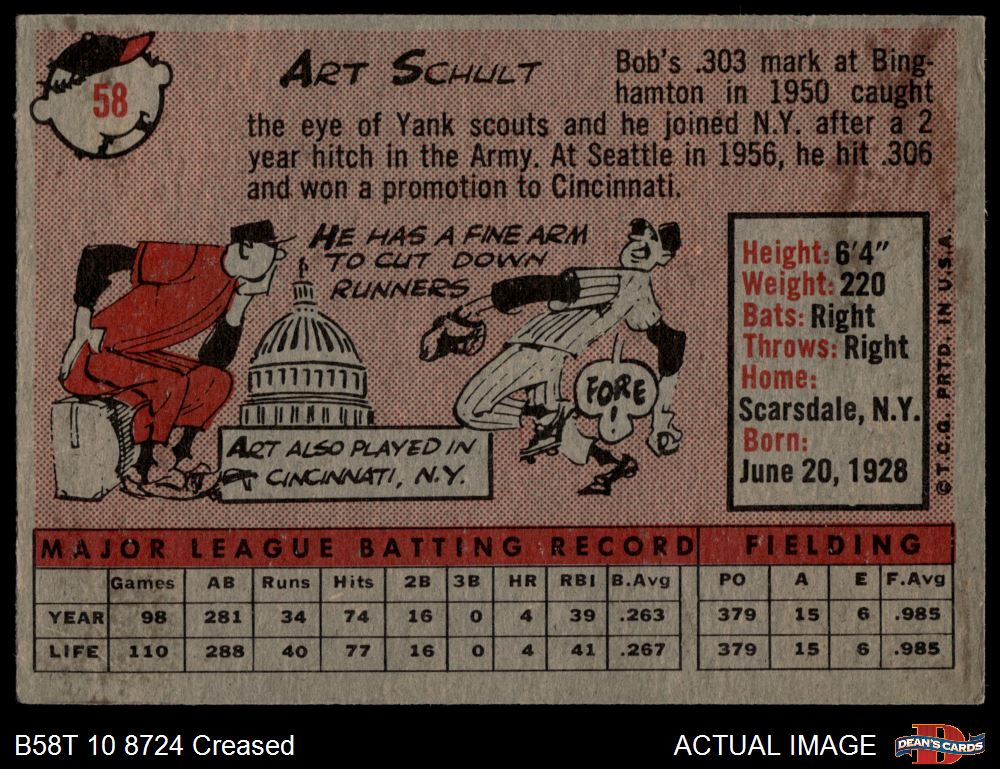 58
ART SCHULT
Bob's .303 mark at Bing-
hamton in 1950 caught
the eye of Yank scouts and he joined N.Y. after a 2
year hitch in the Army. At Seattle in 1956, he hit .306
and won a promotion to Cincinnati.
HE HAS A FINE ARM
TO CUT DOWN
RUNNERS
FORE
!
ART ALSO PLAYED IN
CINCINNATI, N.Y.
Height: 6'4"
Weight: 220
Bats: Right
Throws: Right
Home:
Scarsdale, N.Y.
Born:
June 20, 1928
© T.C.G. PRTD. IN U.S.A.
MAJOR LEAGUE BATTING RECORD FIELDING
Games AB Runs Hits 2B 3B HR RBI B.Avg PO A E F.Avg
YEAR 98 281 34 74 16 0 4 39 .263 379 15 6 .985
LIFE 110 288 40 77 16 0 4 41 .267 379 15 6 .985
B58T 10 8724 Creased
ACTUAL IMAGE
D
DEAN'S CARDS